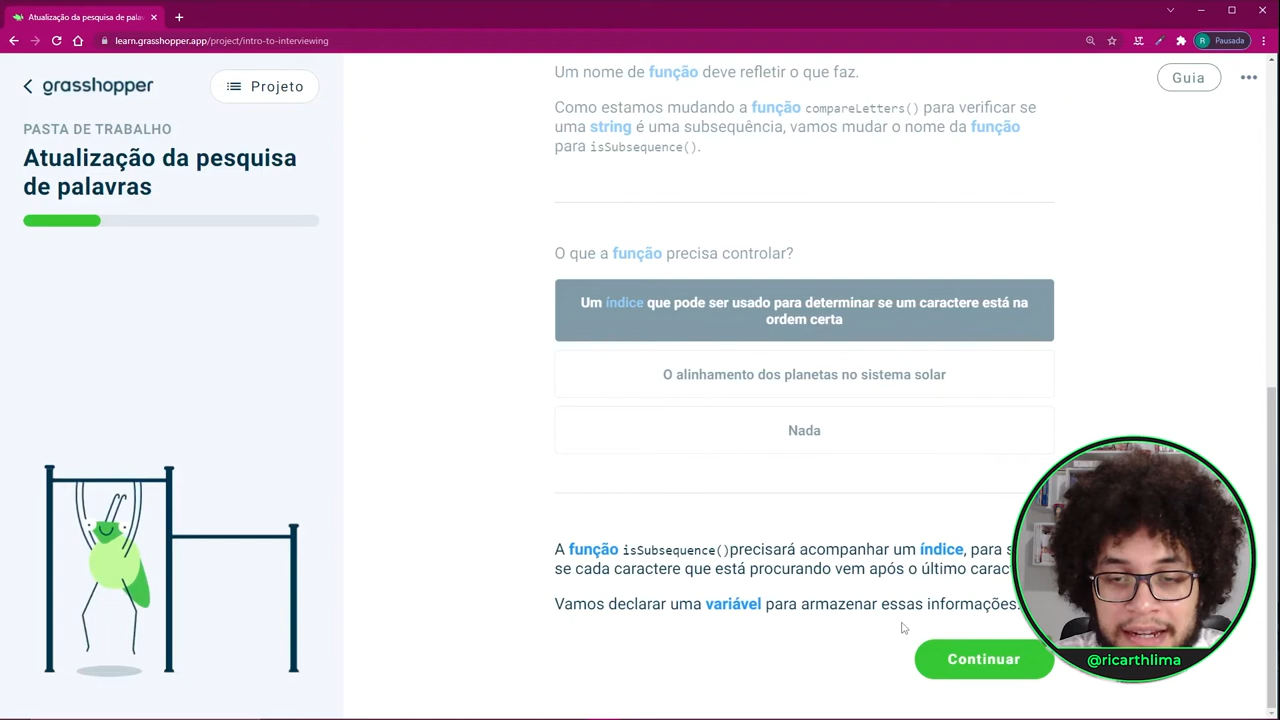 Atualização da pesquisa de pala
learn.grasshopper.app/project/intro-to-interviewing
R
Pausada
grasshopper
Projeto
PASTA DE TRABALHO
Atualização da pesquisa
de palavras
Guia
Um nome de função deve refletir o que faz.
Como estamos mudando a função compareLetters() para verificar se
uma string é uma subsequência, vamos mudar o nome da função
para isSubsequence().
O que a função precisa controlar?
Um índice que pode ser usado para determinar se um caractere está na
ordem certa
O alinhamento dos planetas no sistema solar
Nada
A função isSubsequence()precisará acompanhar um índice, para s
se cada caractere que está procurando vem após o último carac
Vamos declarar uma variável para armazenar essas informações.
Continuar
@ricarthlima